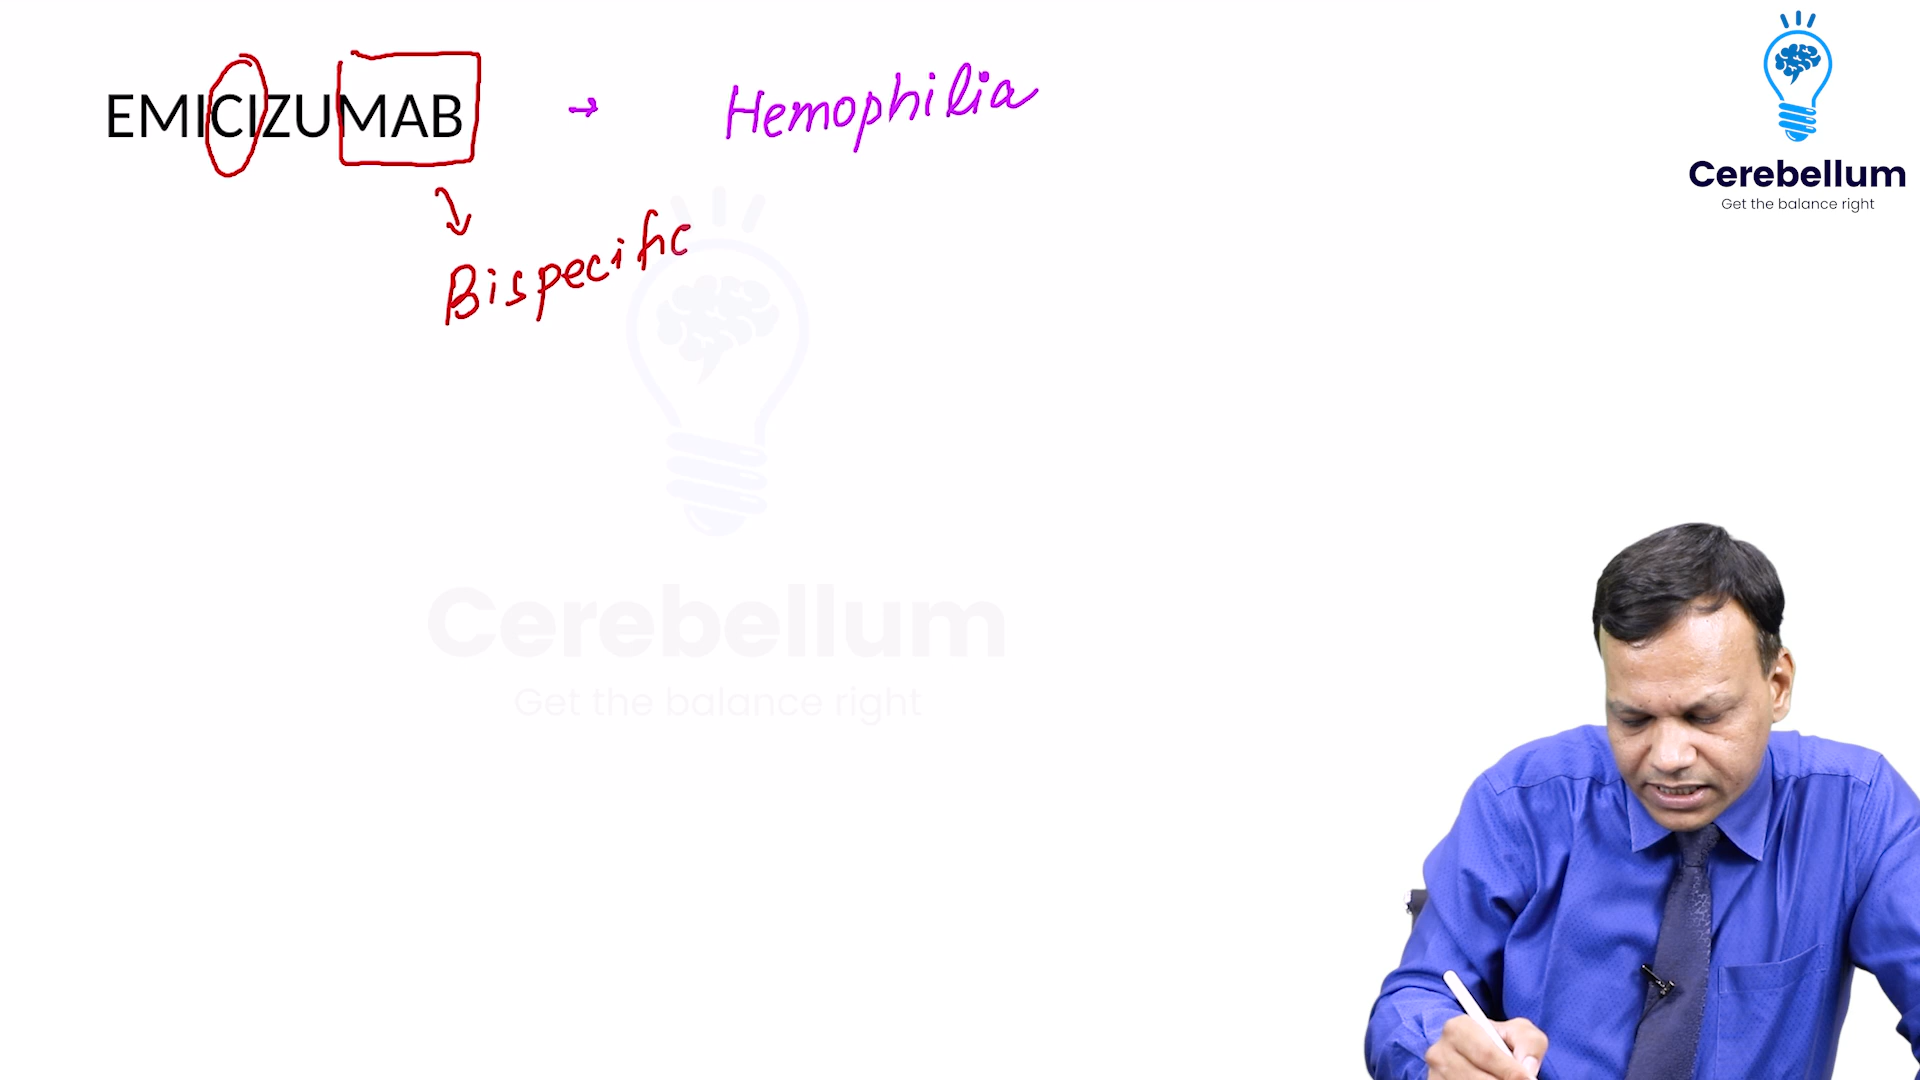 EMICIZUMAB → Hemophilia
Bispecific
Cerebellum
Get the balance right
Cerebellum
Get the balance right